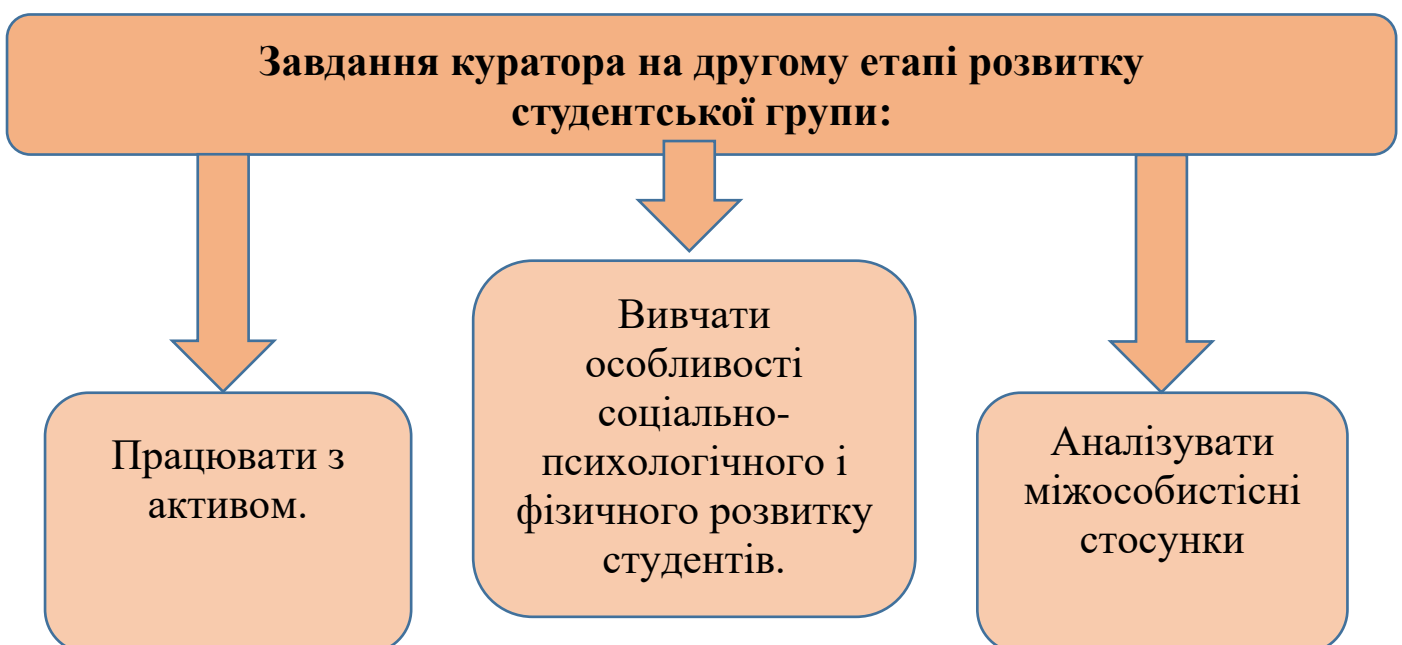 Завдання куратора на другому етапі розвитку
студентської групи:
Працювати з
активом.
Вивчати
особливості
соціально-
психологічного і
фізичного розвитку
студентів.
Аналізувати
міжособистісні
стосунки